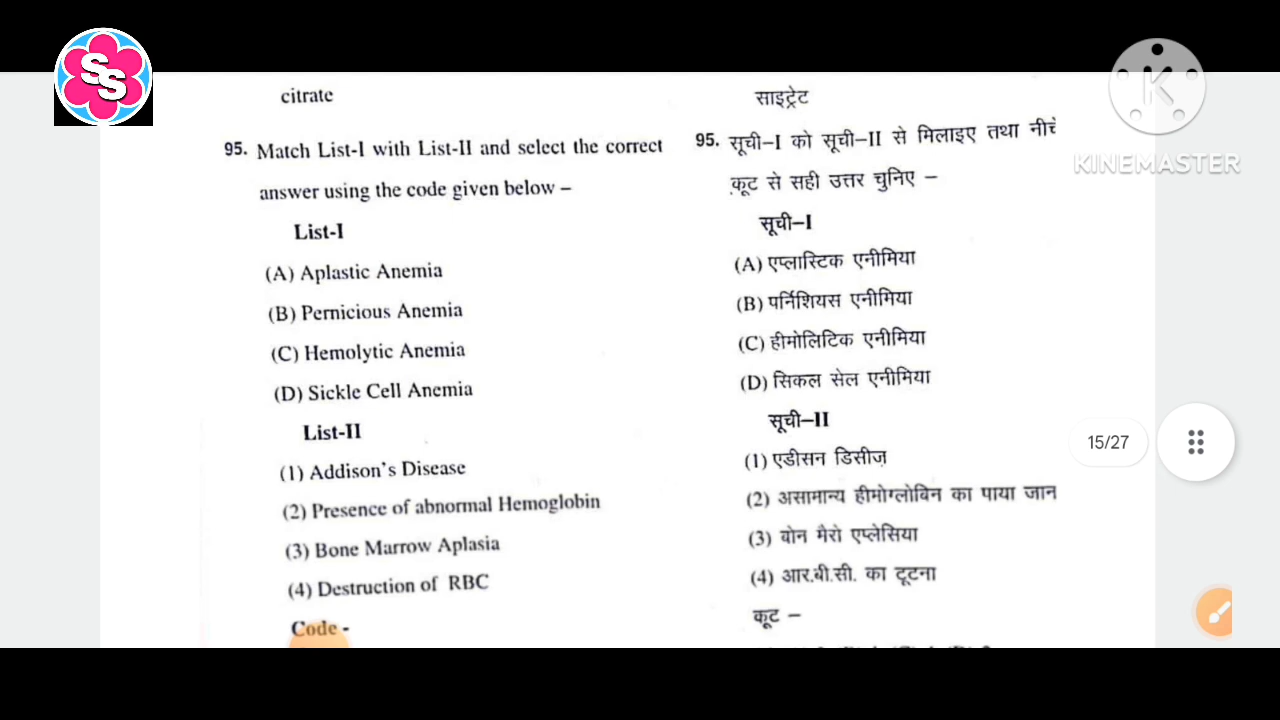 SS
KINEMASTER
citrate
95. Match List-I with List-II and select the correct
answer using the code given below –
List-I
(A) Aplastic Anemia
(B) Pernicious Anemia
(C) Hemolytic Anemia
(D) Sickle Cell Anemia
List-II
(1) Addison's Disease
(2) Presence of abnormal Hemoglobin
(3) Bone Marrow Aplasia
(4) Destruction of RBC
Code -
साइट्रेट
95. सूची–I को सूची–II से मिलाइए तथा नीचे
कूट से सही उत्तर चुनिए –
सूची–I
(A) एप्लास्टिक एनीमिया
(B) पर्निशियस एनीमिया
(C) हीमोलिटिक एनीमिया
(D) सिकल सेल एनीमिया
सूची–II
(1) एडीसन डिसीज़
(2) असामान्य हीमोग्लोबिन का पाया जान
(3) बोन मैरो एप्लेसिया
(4) आर.बी.सी. का टूटना
कूट –
15/27